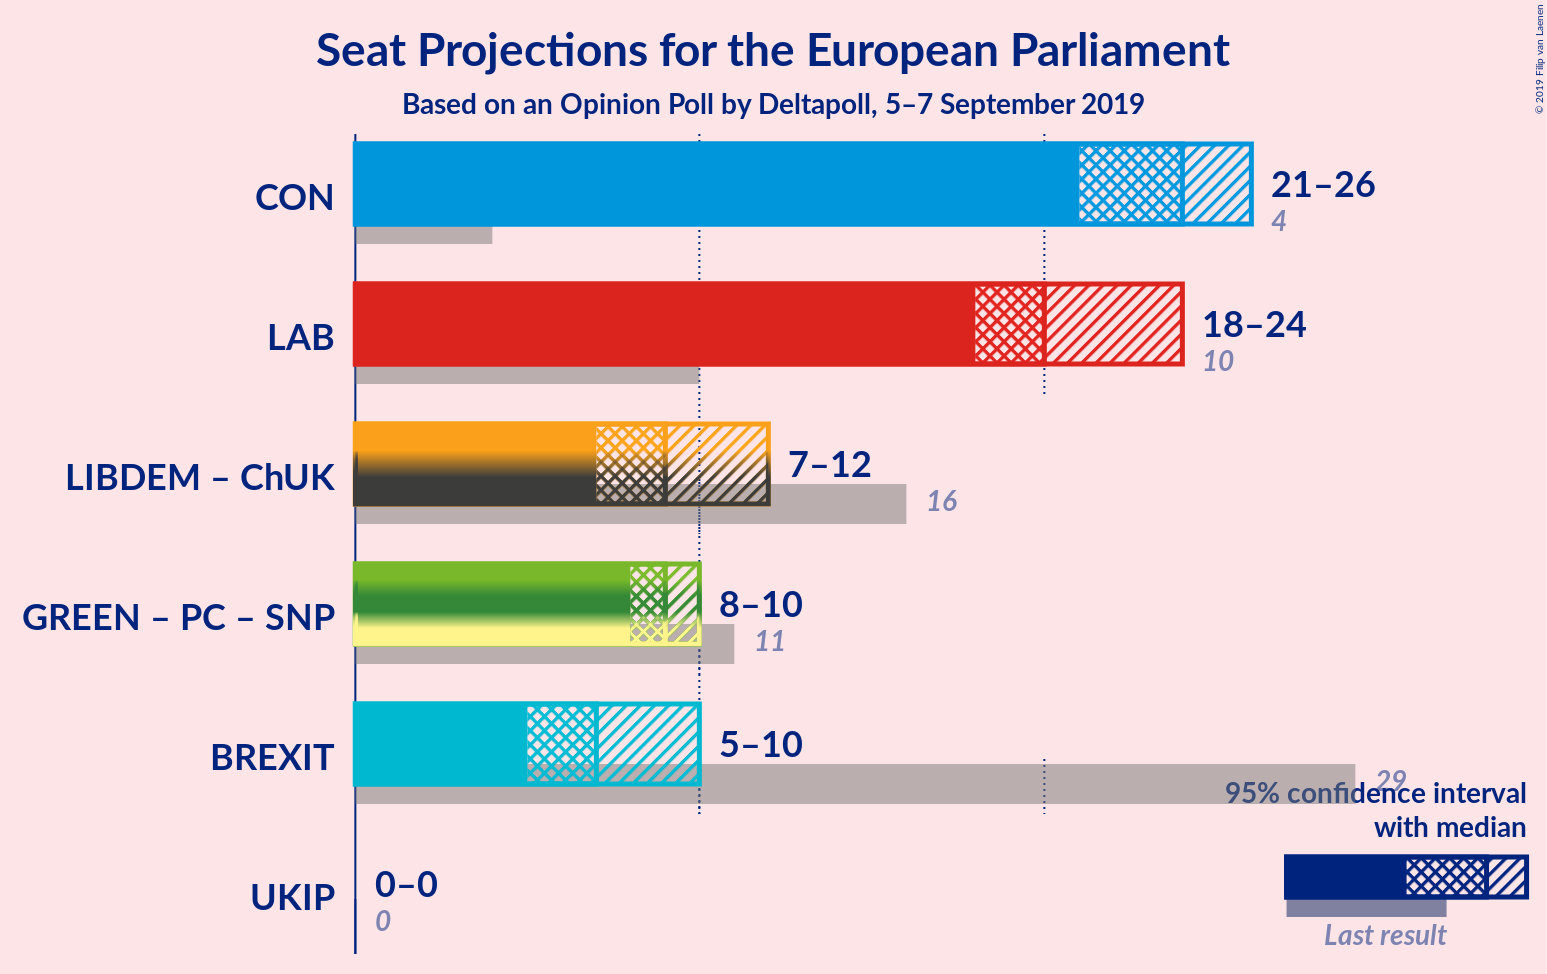 Seat Projections for the European Parliament
Based on an Opinion Poll by Deltapoll, 5–7 September 2019
© 2019 Filip van Laenen
CON
21–26
4
LAB
18–24
10
LIBDEM – ChUK
7–12
16
GREEN – PC – SNP
8–10
11
BREXIT
5–10
29
95% confidence interval
with median
UKIP
0–0
0
Last result